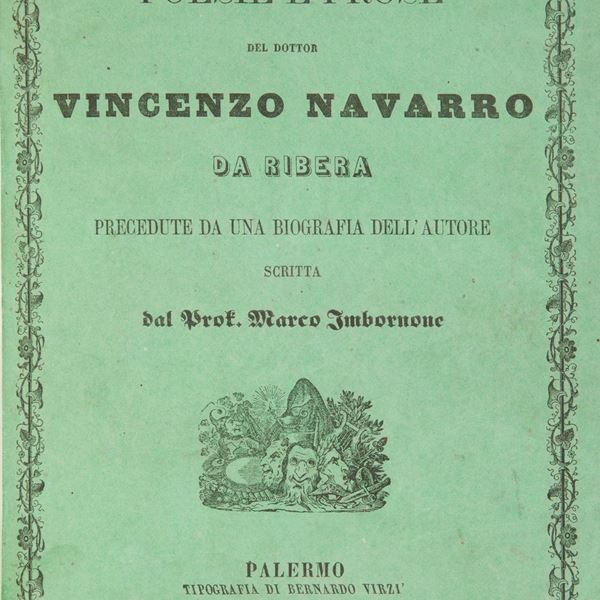 POESIE E PROSE
DEL DOTTOR
VINCENZO NAVARRO
DA RIBERA
PRECEDUTE DA UNA BIOGRAFIA DELL'AUTORE
SCRITTA
dal Prof. Marco Imbornone
PALERMO
TIPOGRAFIA DI BERNARDO VIRZI'